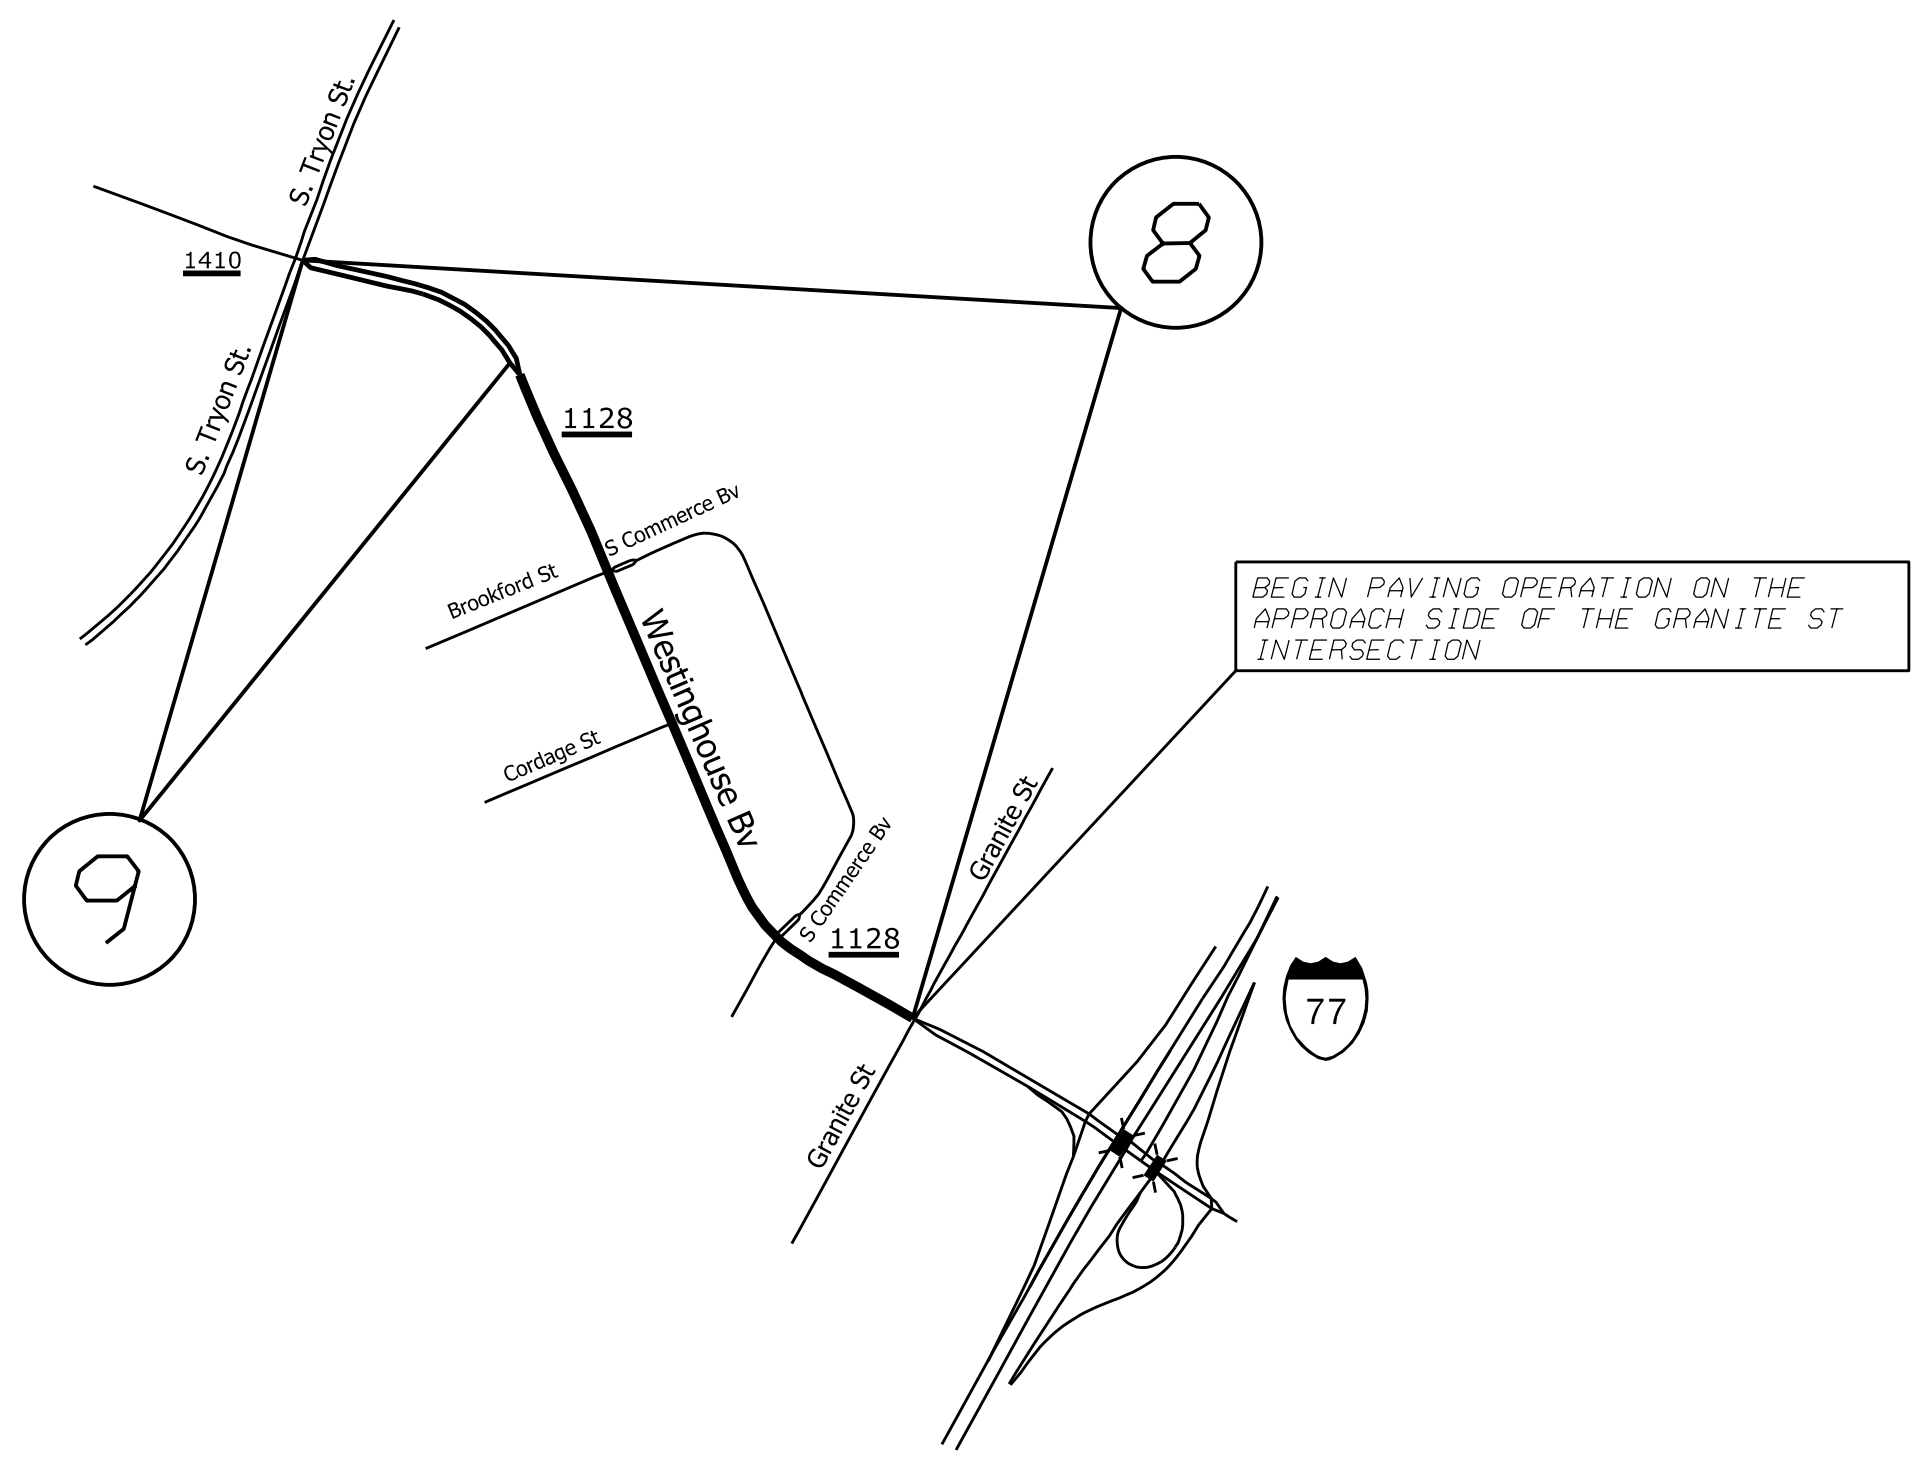 S. Tryon St.
8
1410
S. Tryon St.
1128
S Commerce Bv
Brookford St
BEGIN PAVING OPERATION ON THE
APPROACH SIDE OF THE GRANITE ST
INTERSECTION
Westinghouse Bv
Cordage St
Granite St
S Commerce Bv
9
1128
77
Granite St